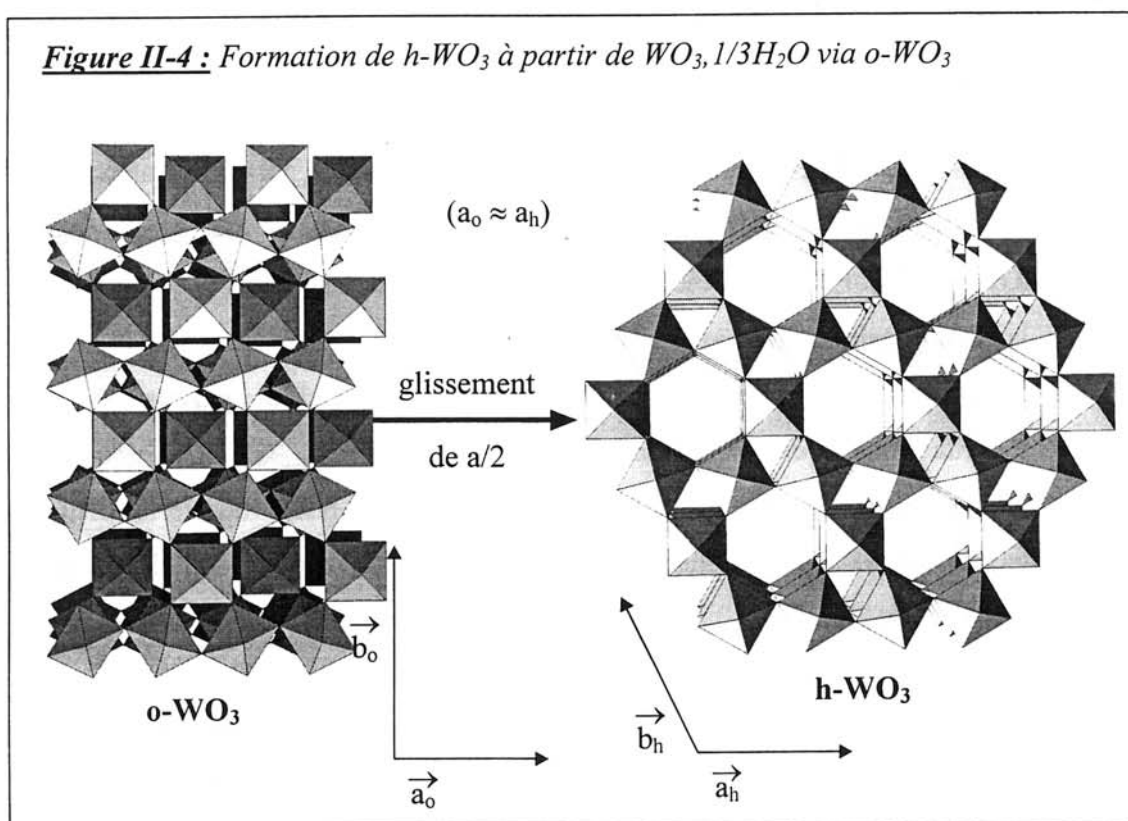 Figure II-4 : Formation de h-WO₃ à partir de WO₃,1/3H₂O via o-WO₃
(aₒ ≈ aₕ)
glissement
de a/2
bₒ
o-WO₃
aₒ
h-WO₃
bₕ
aₕ